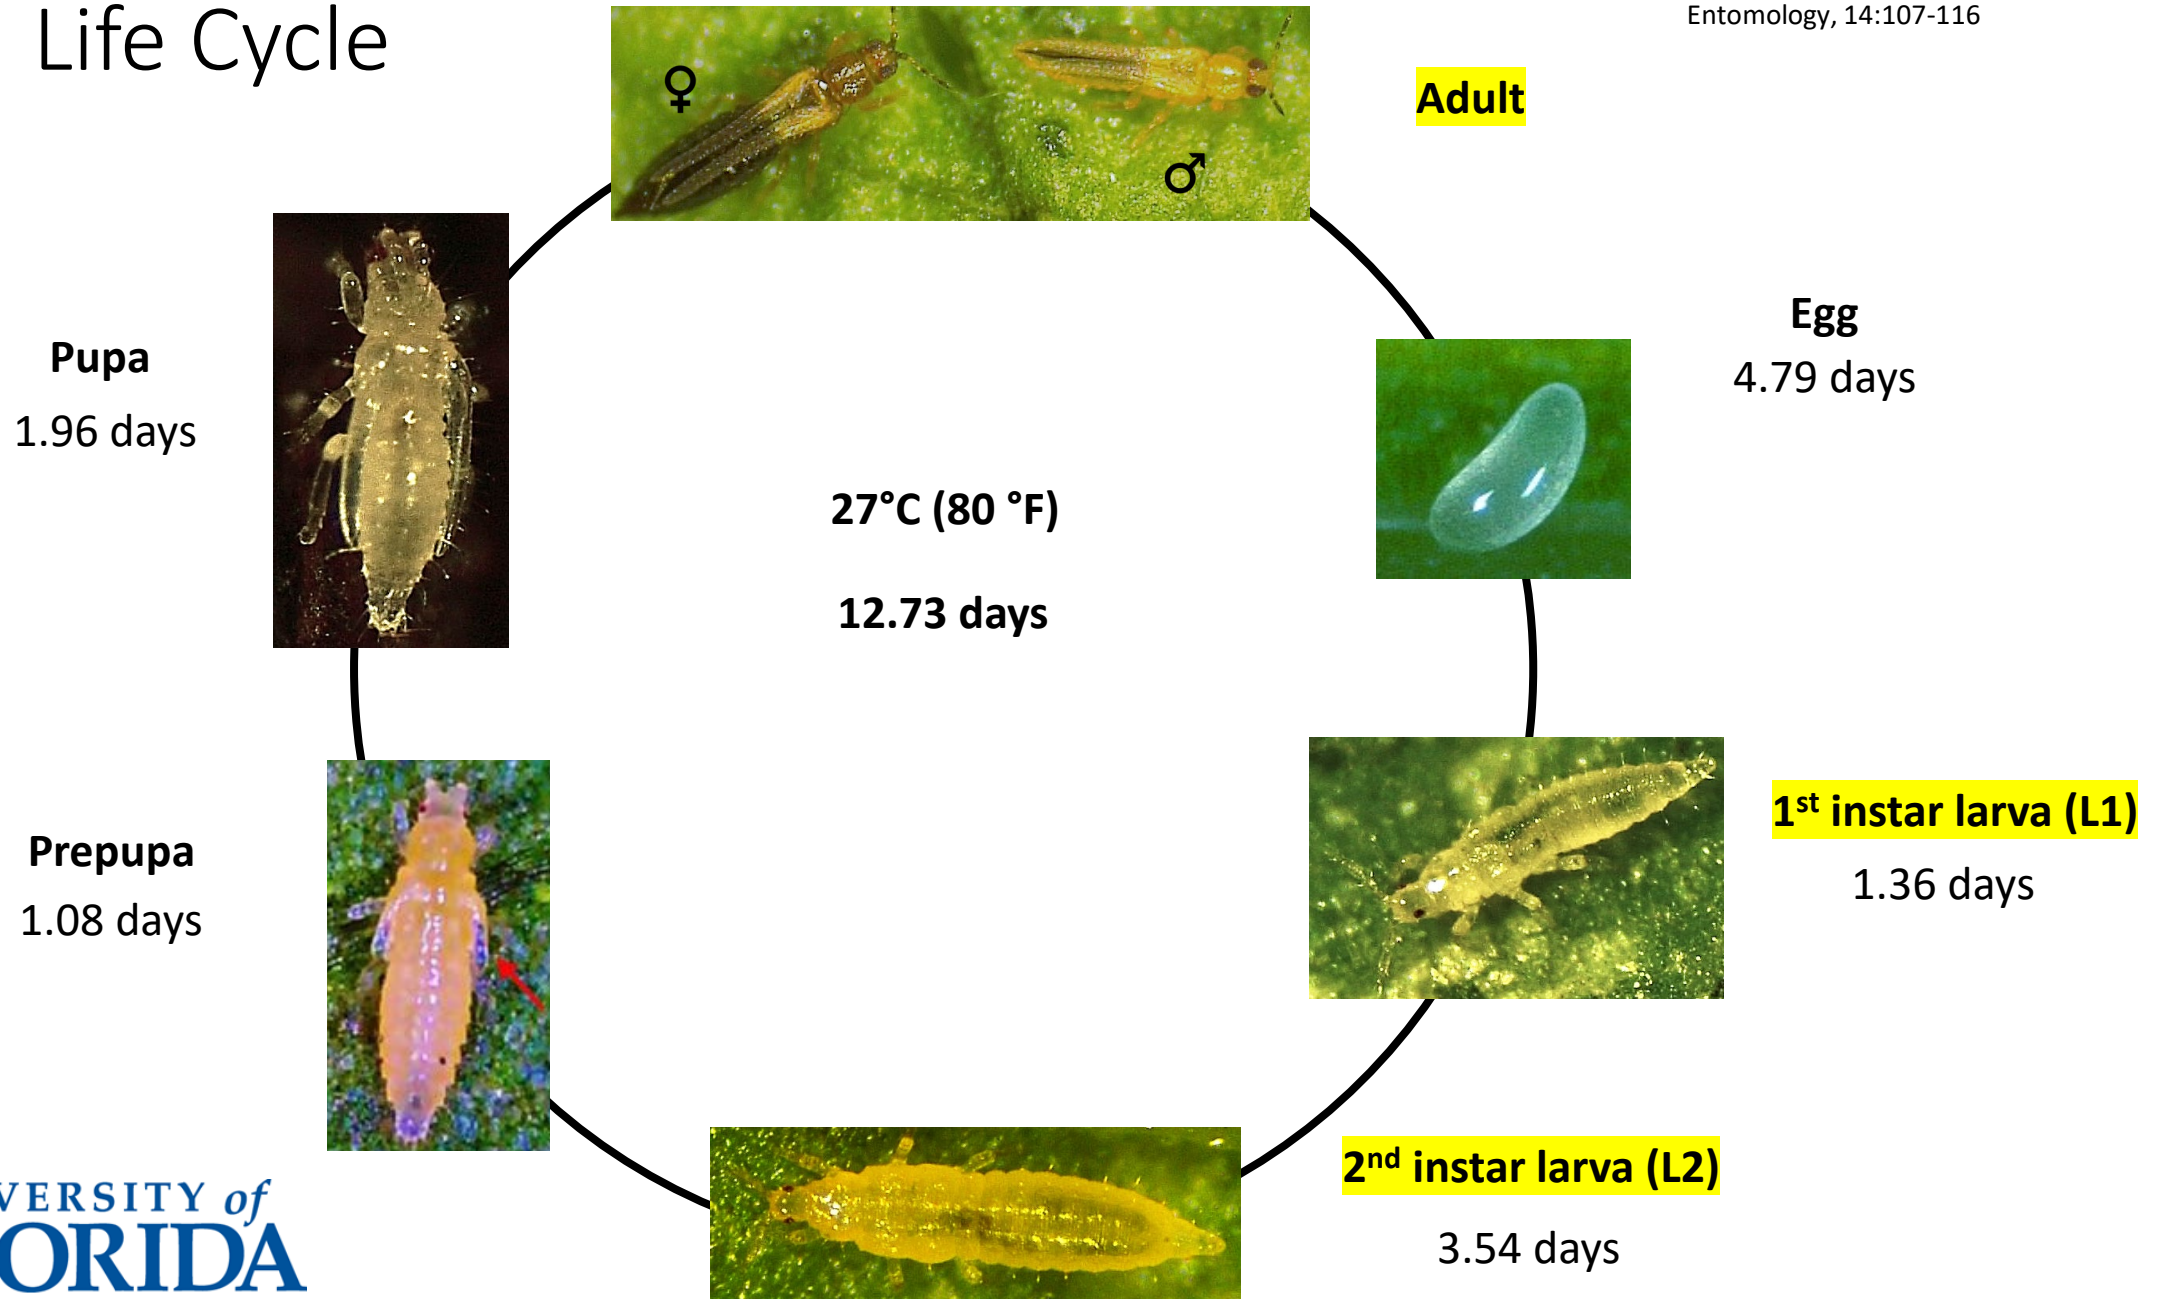 Life Cycle
Entomology, 14:107-116
♀
♂
Adult
Egg
4.79 days
Pupa
1.96 days
27°C (80 °F)
12.73 days
1st instar larva (L1)
1.36 days
Prepupa
1.08 days
2nd instar larva (L2)
3.54 days
VERSITY of
ORIDA